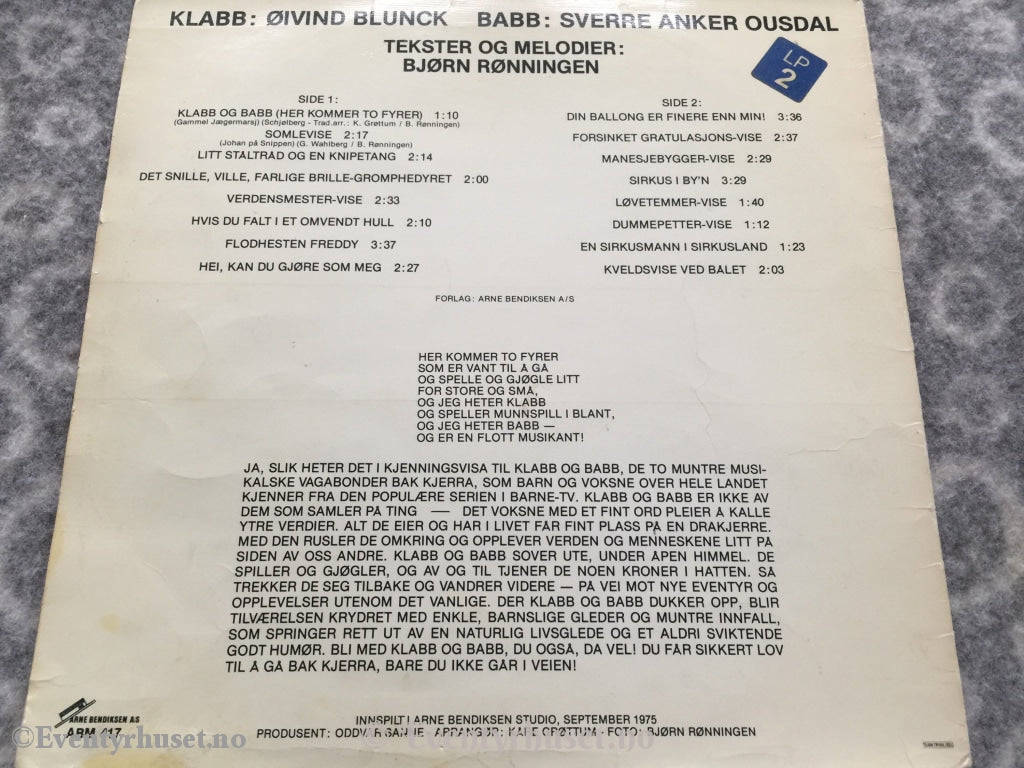 KLABB: ØIVIND BLUNCK BABB: SVERRE ANKER OUSDAL
TEKSTER OG MELODIER:
BJØRN RØNNINGEN
LP
2
SIDE 1:
KLABB OG BABB (HER KOMMER TO FYRER) 1:10
(Gammel Jægermarsj) (Schjølberg - Trad.arr.: K. Grøttum / B. Rønningen)
SOMLEVISE 2:17
(Johan på Snippen) (G. Wahlberg / B. Rønningen)
LITT STÅLTRÅD OG EN KNIPETANG 2:14
DET SNILLE, VILLE, FARLIGE BRILLE-GROMPHEDYRET 2:00
VERDENSMESTER-VISE 2:33
HVIS DU FALT I ET OMVENDT HULL 2:10
FLODHESTEN FREDDY 3:37
HEI, KAN DU GJØRE SOM MEG 2:27
SIDE 2:
DIN BALLONG ER FINERE ENN MIN! 3:36
FORSINKET GRATULASJONS-VISE 2:37
MANESJEBYGGER-VISE 2:29
SIRKUS I BY'N 3:29
LØVETEMMER-VISE 1:40
DUMMEPETTER-VISE 1:12
EN SIRKUSMANN I SIRKUSLAND 1:23
KVELDSVISE VED BÅLET 2:03
FORLAG: ARNE BENDIKSEN A/S
HER KOMMER TO FYRER
SOM ER VANT TIL Å GÅ
OG SPELLE OG GJØGLE LITT
FOR STORE OG SMÅ,
OG JEG HETER KLABB
OG SPELLER MUNNSPILL I BLANT,
OG JEG HETER BABB —
OG ER EN FLOTT MUSIKANT!
JA, SLIK HETER DET I KJENNINGSVISA TIL KLABB OG BABB, DE TO MUNTRE MUSI-
KALSKE VAGABONDER BAK KJERRA, SOM BARN OG VOKSNE OVER HELE LANDET
KJENNER FRA DEN POPULÆRE SERIEN I BARNE-TV. KLABB OG BABB ER IKKE AV
DEM SOM SAMLER PÅ TING — DET VOKSNE MED ET FINT ORD PLEIER Å KALLE
YTRE VERDIER. ALT DE EIER OG HAR I LIVET FÅR FINT PLASS PÅ EN DRAKJERRE.
MED DEN RUSLER DE OMKRING OG OPPLEVER VERDEN OG MENNESKENE LITT PÅ
SIDEN AV OSS ANDRE. KLABB OG BABB SOVER UTE, UNDER ÅPEN HIMMEL. DE
SPILLER OG GJØGLER, OG AV OG TIL TJENER DE NOEN KRONER I HATTEN. SÅ
TREKKER DE SEG TILBAKE OG VANDRER VIDERE — PÅ VEI MOT NYE EVENTYR OG
OPPLEVELSER UTENOM DET VANLIGE. DER KLABB OG BABB DUKKER OPP, BLIR
TILVÆRELSEN KRYDRET MED ENKLE, BARNSLIGE GLEDER OG MUNTRE INNFALL,
SOM SPRINGER RETT UT AV EN NATURLIG LIVSGLEDE OG ET ALDRI SVIKTENDE
GODT HUMØR. BLI MED KLABB OG BABB, DU OGSÅ, DA VEL! DU FÅR SIKKERT LOV
TIL Å GÅ BAK KJERRA, BARE DU IKKE GÅR I VEIEN!
ARNE BENDIKSEN AS
ABM 417
INNSPILT I ARNE BENDIKSEN STUDIO, SEPTEMBER 1975
PRODUSENT: ODDVAR SANNE · ARRANGØR: KÅRE GRØTTUM · FOTO: BJØRN RØNNINGEN
©Eventyrhuset.no
©Eventyrhuset.no